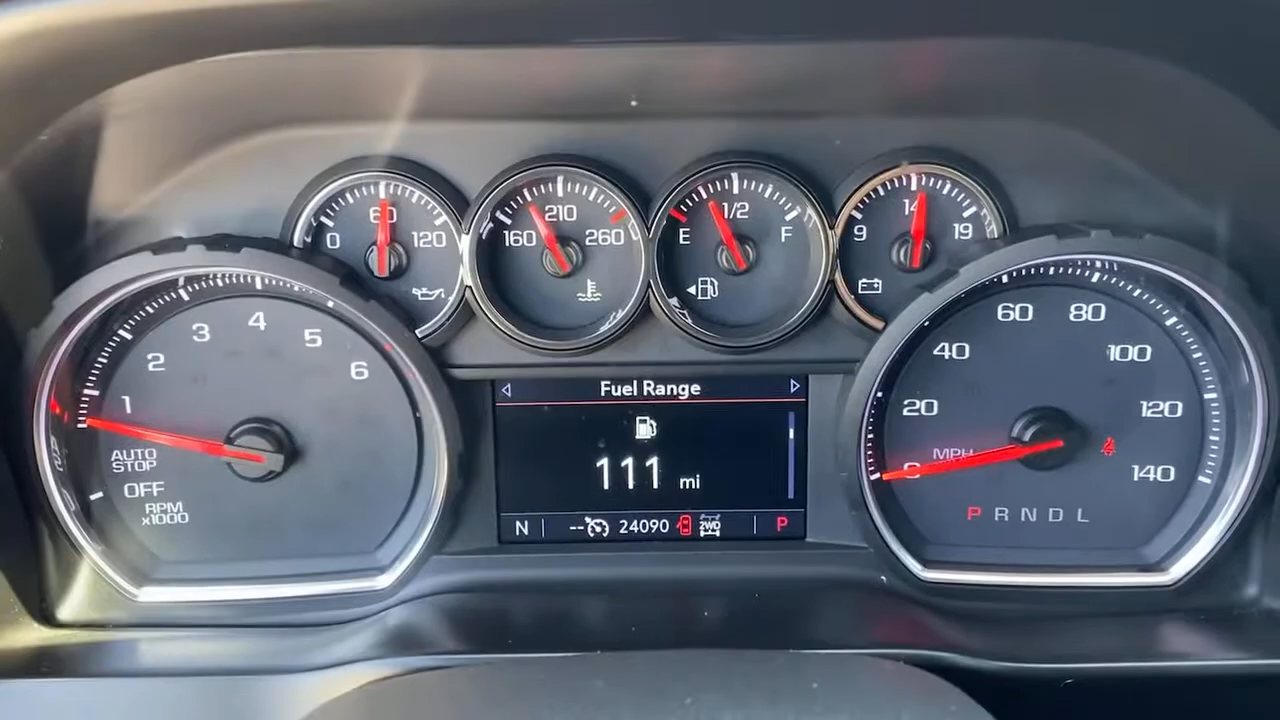 0 60 120
160 210 260
E 1/2 F
9 14 19
1 2 3 4 5 6
AUTO
STOP
OFF
RPM
x1000
Fuel Range
111 mi
N -- 24090 2WD P
0 20 40 60 80 100 120 140
MPH
P R N D L